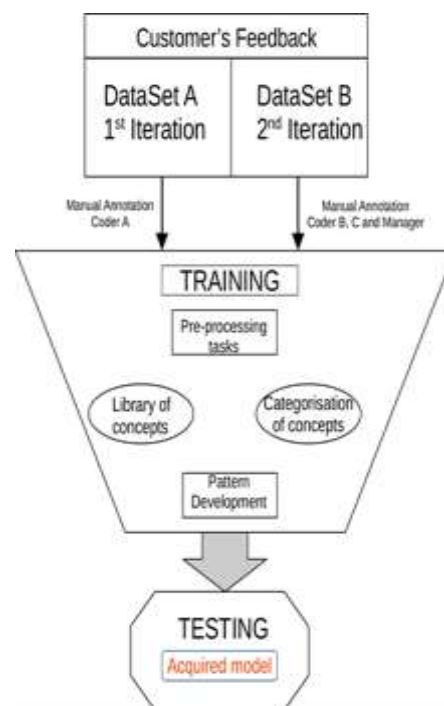 Customer's Feedback
DataSet A
1st Iteration
DataSet B
2nd Iteration
Manual Annotation
Coder A
Manual Annotation
Coder B, C and Manager
TRAINING
Pre-processing
tasks
Library of
concepts
Categorisation
of concepts
Pattern
Development
TESTING
Acquired model